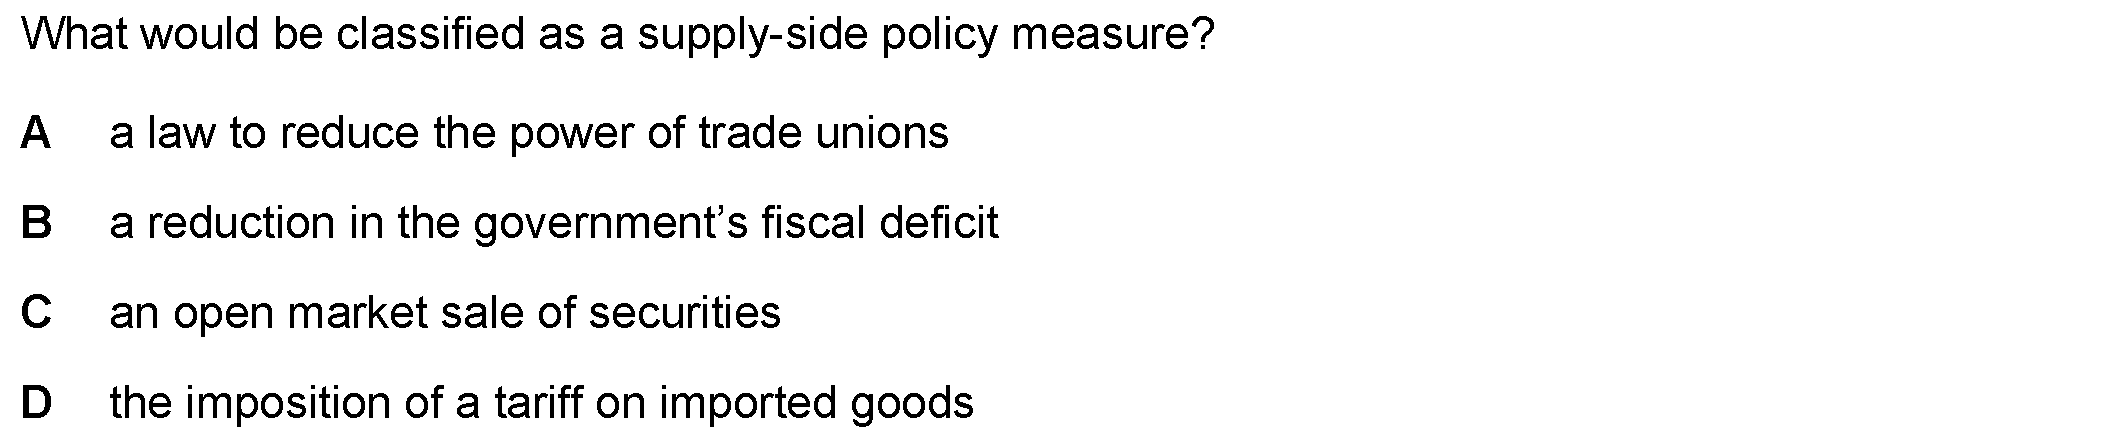 What would be classified as a supply-side policy measure?
A a law to reduce the power of trade unions
B a reduction in the government’s fiscal deficit
C an open market sale of securities
D the imposition of a tariff on imported goods